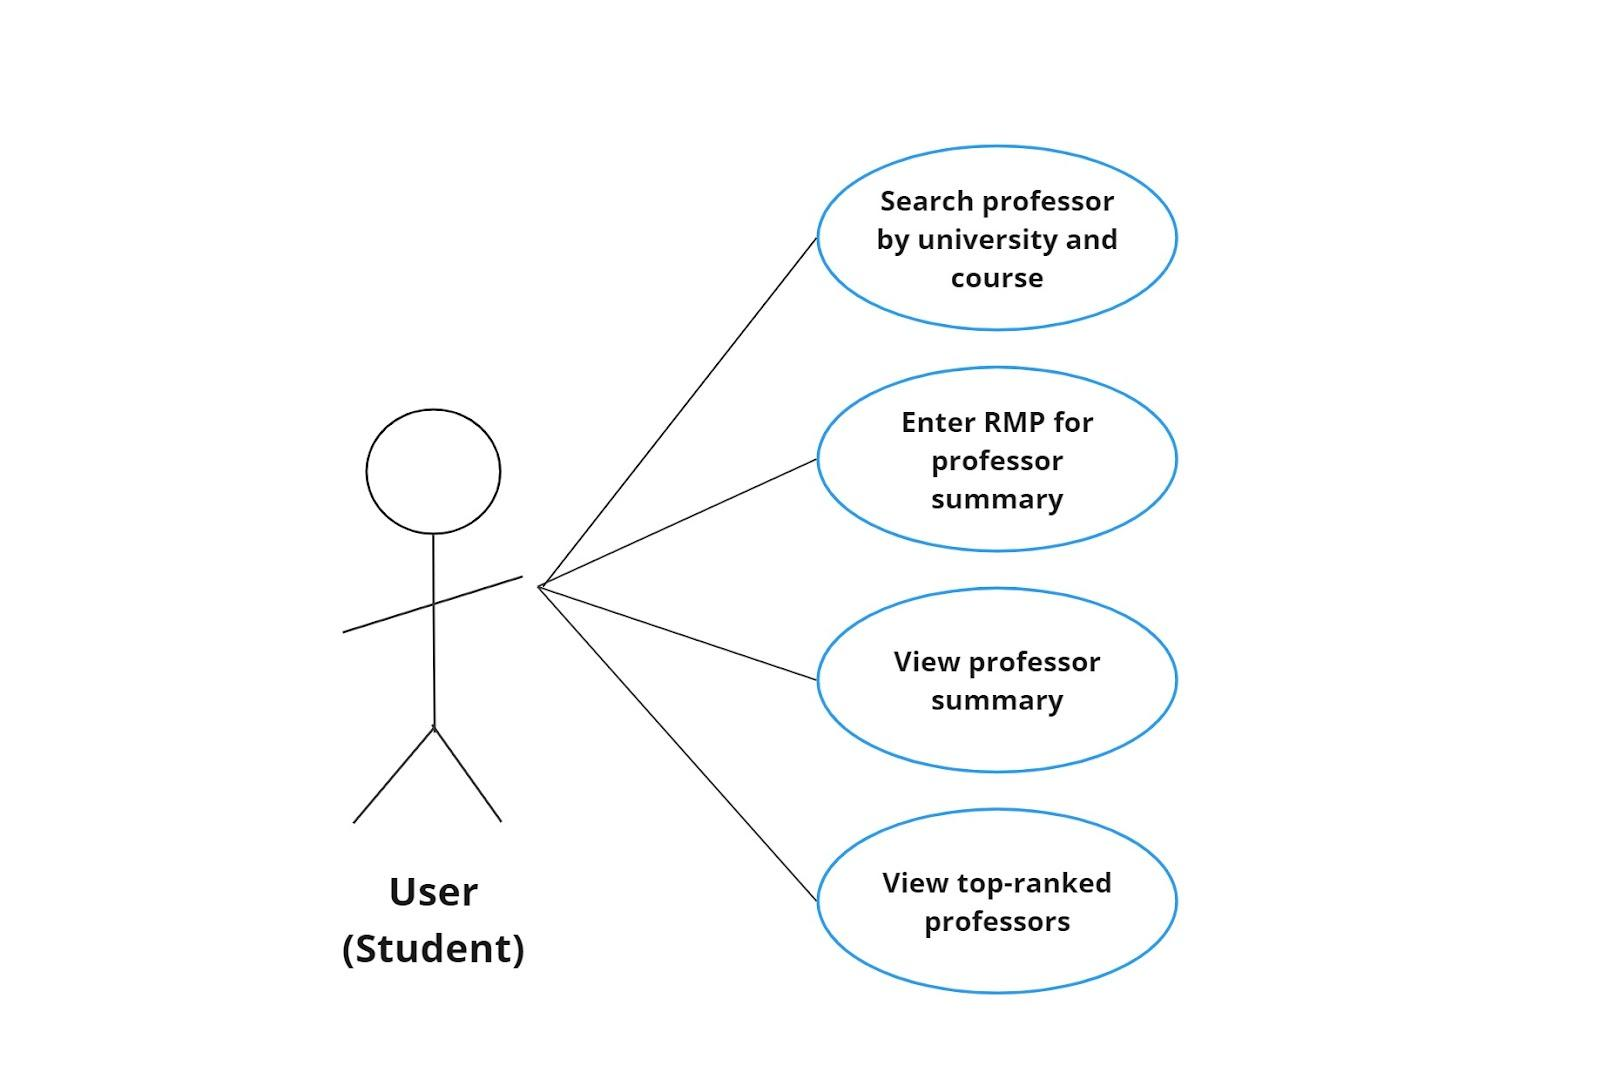 Search professor
by university and
course
Enter RMP for
professor
summary
View professor
summary
View top-ranked
professors
User
(Student)